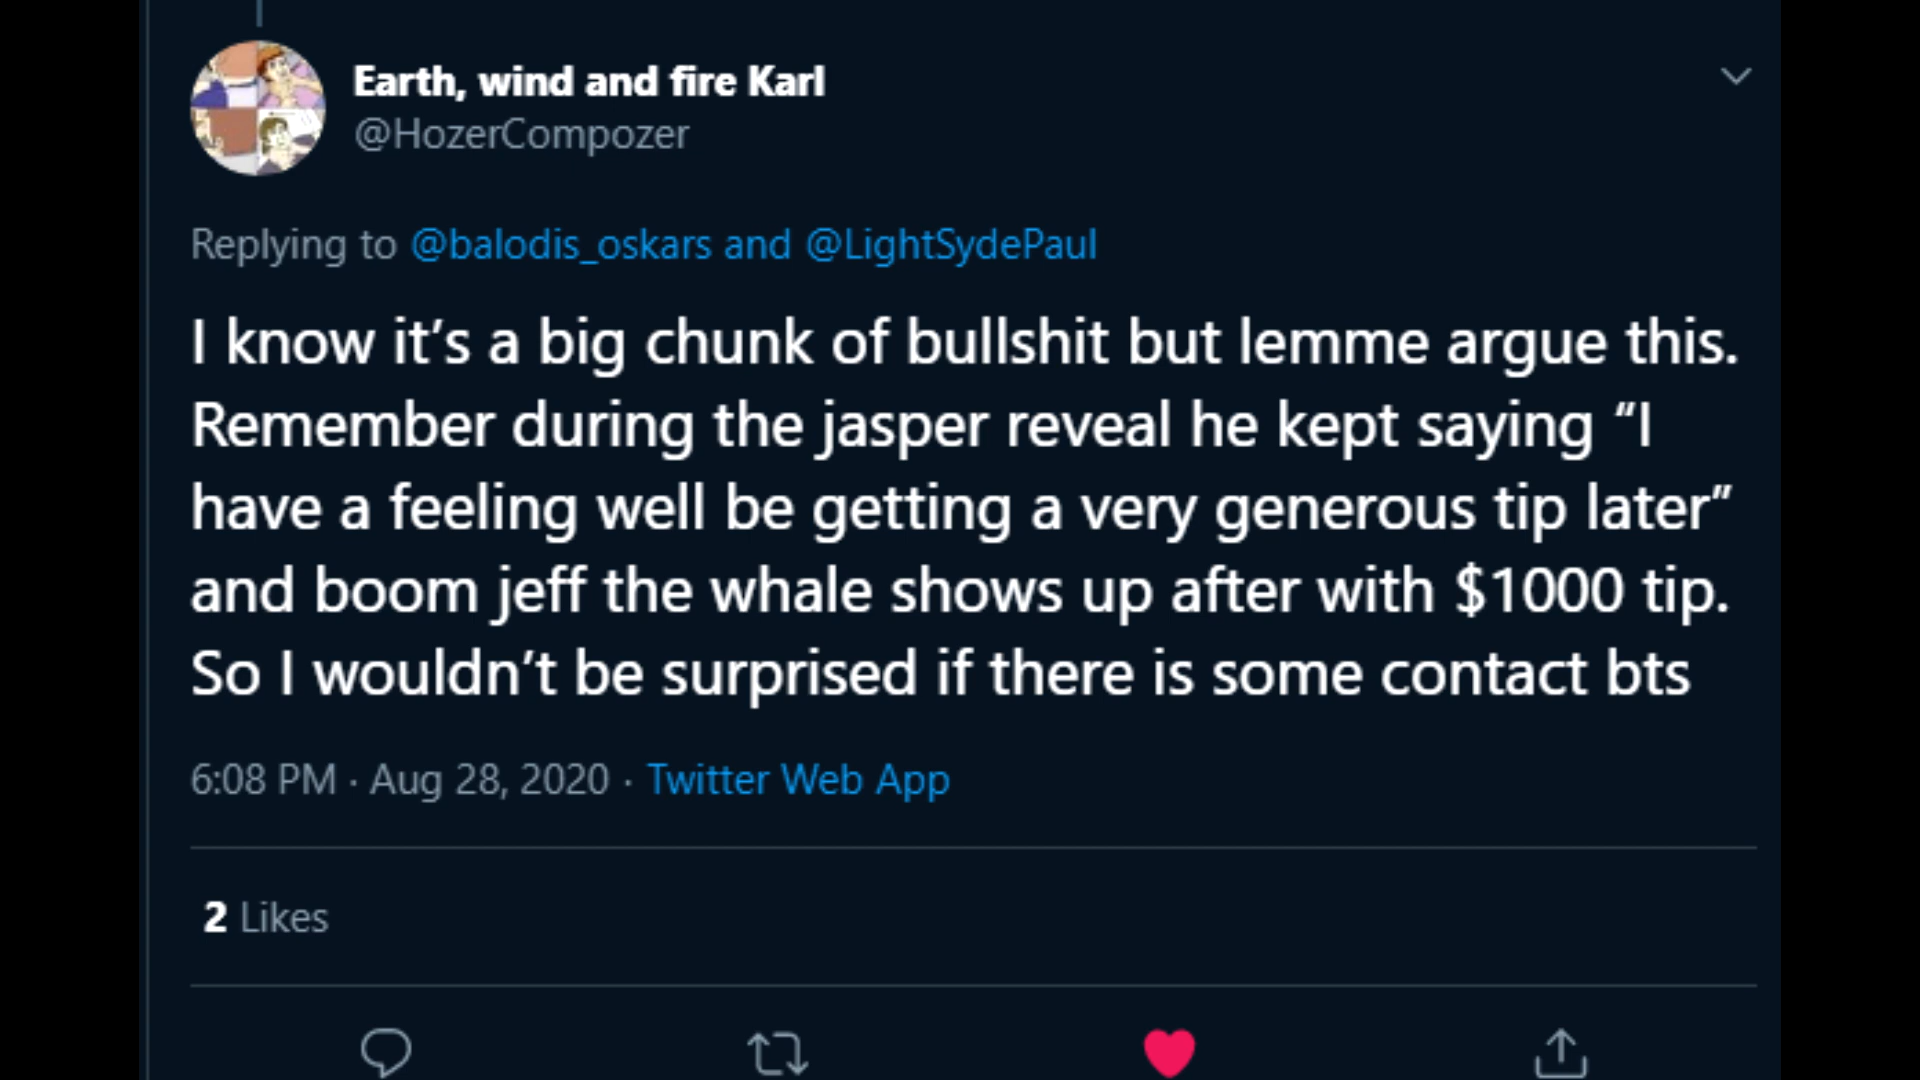 Earth, wind and fire Karl
@HozerCompozer
Replying to @balodis_oskars and @LightSydePaul
I know it’s a big chunk of bullshit but lemme argue this.
Remember during the jasper reveal he kept saying “I
have a feeling well be getting a very generous tip later”
and boom jeff the whale shows up after with $1000 tip.
So I wouldn’t be surprised if there is some contact bts
6:08 PM · Aug 28, 2020 · Twitter Web App
2 Likes